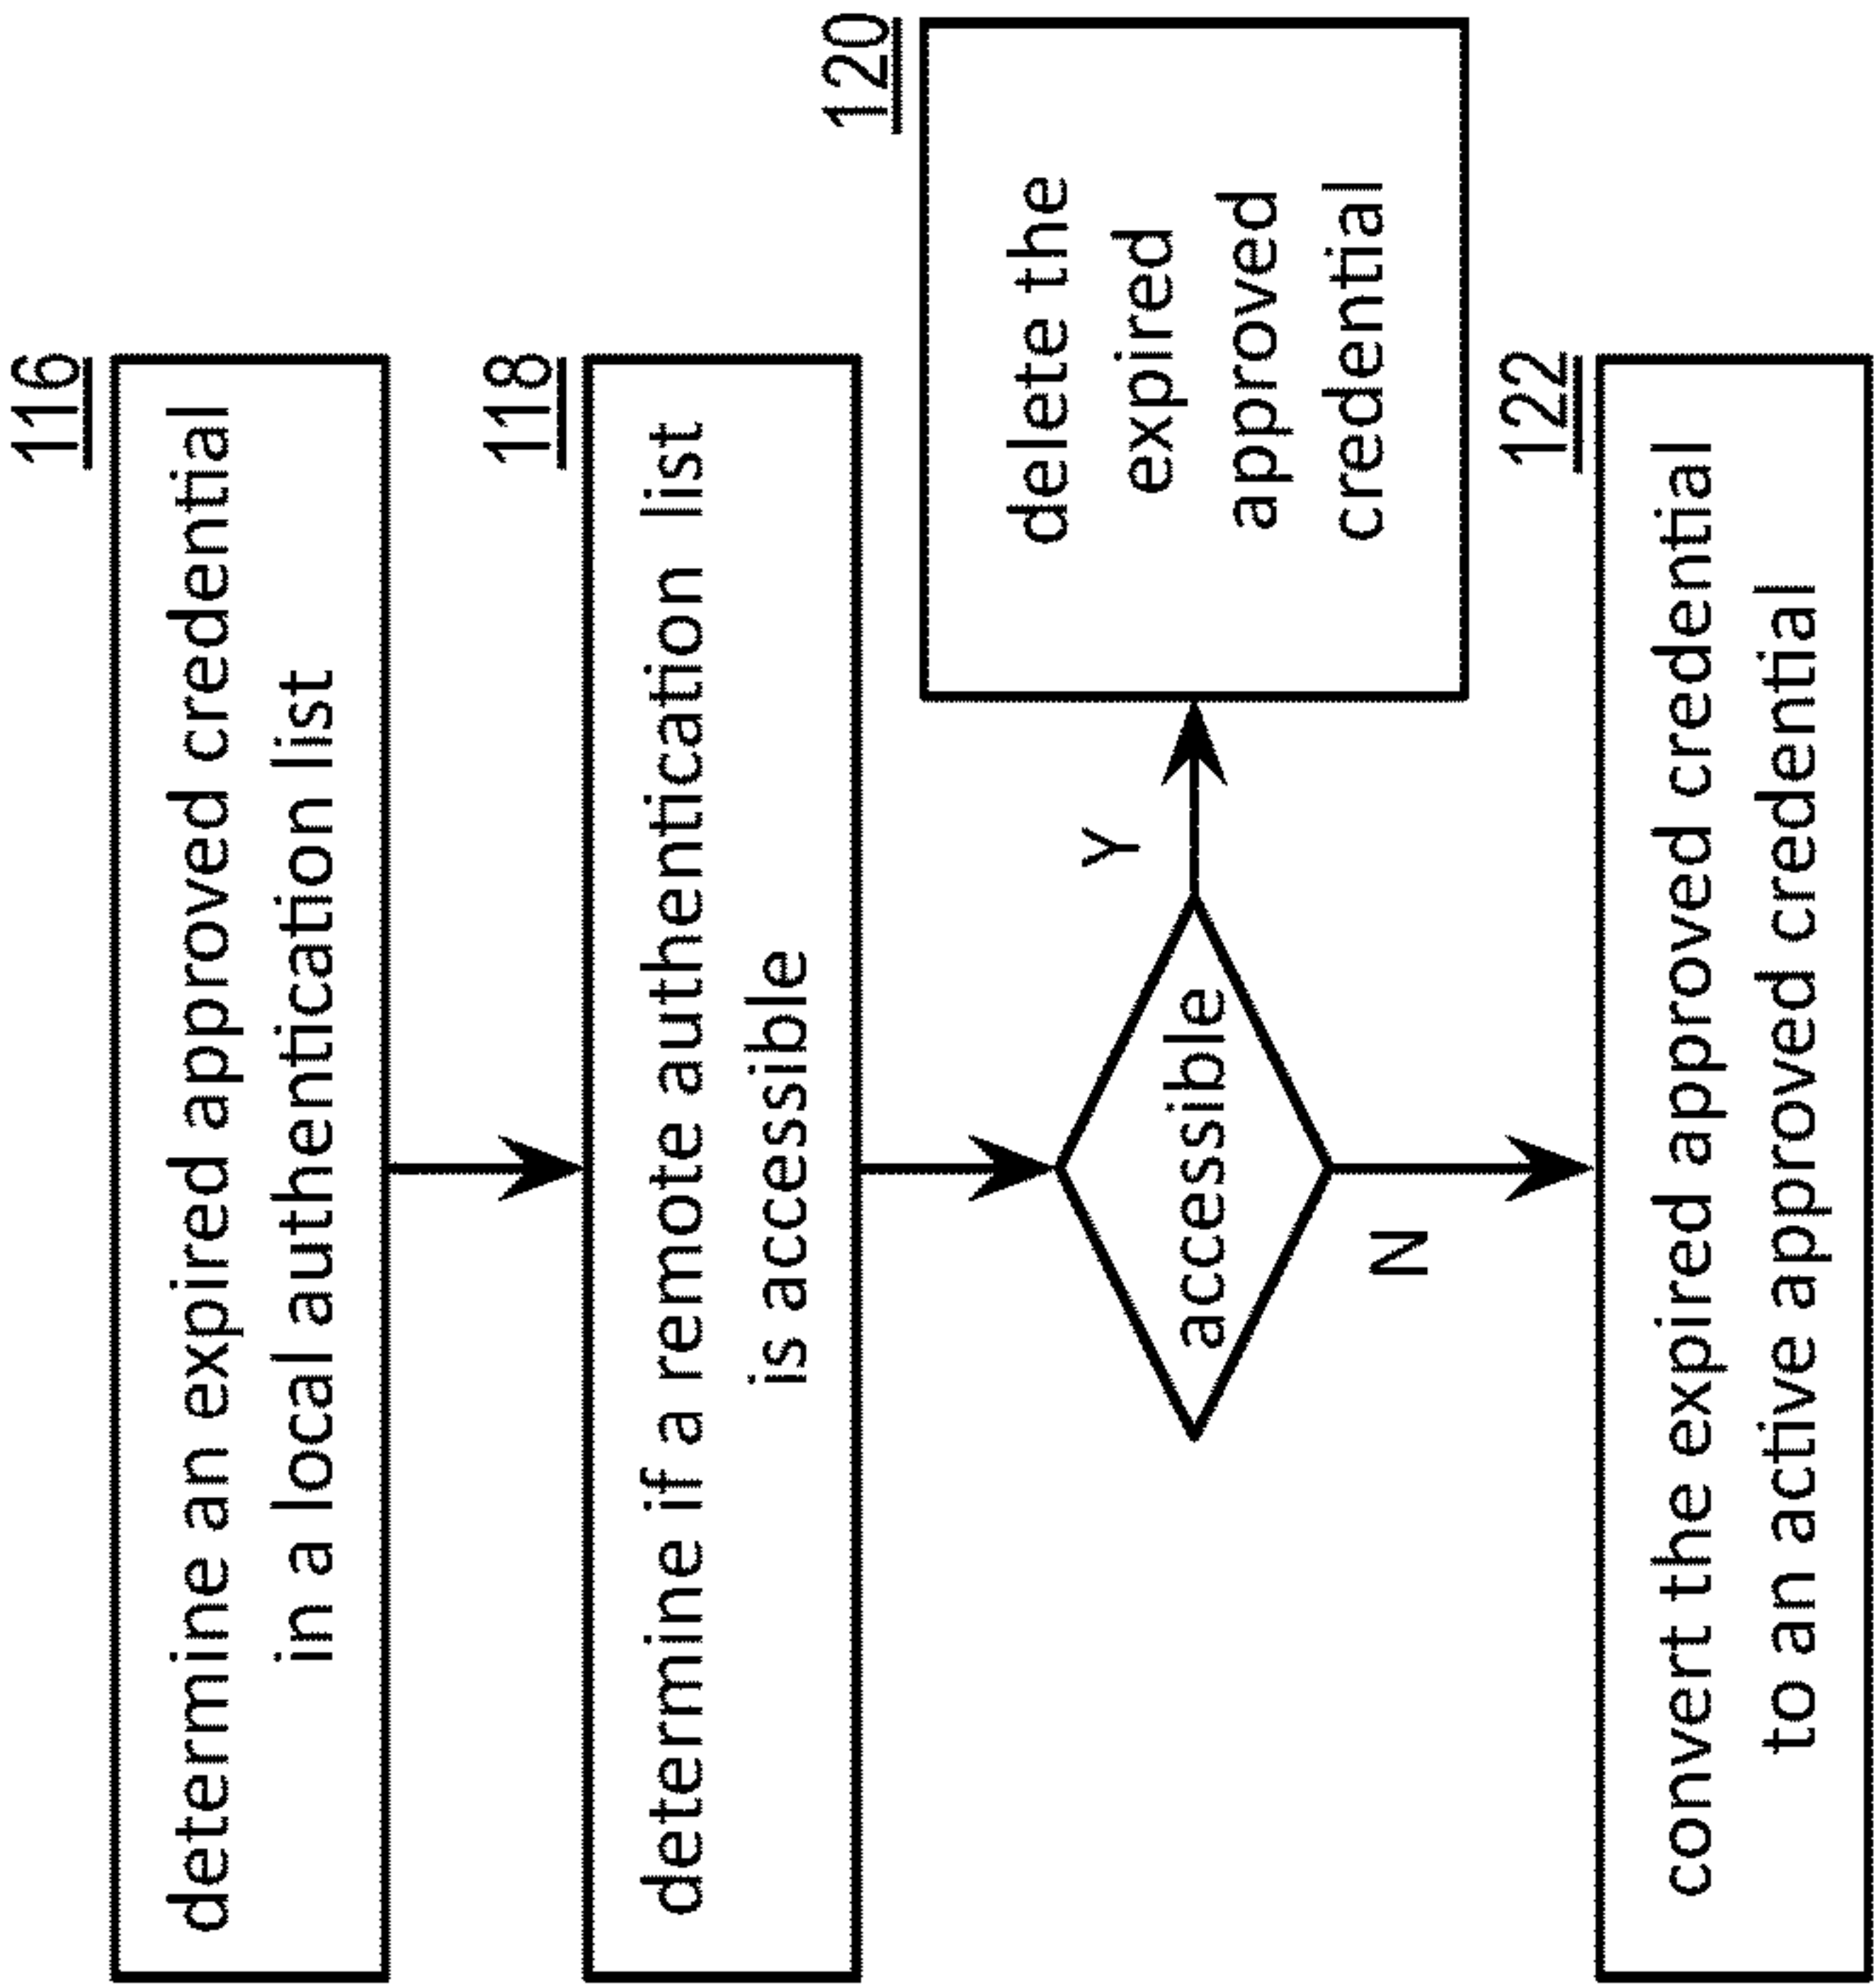 116
determine an expired approved credential
in a local authentication list
118
determine if a remote authentication list
is accessible
accessible
Y
120
delete the
expired
approved
credential
N
122
convert the expired approved credential
to an active approved credential